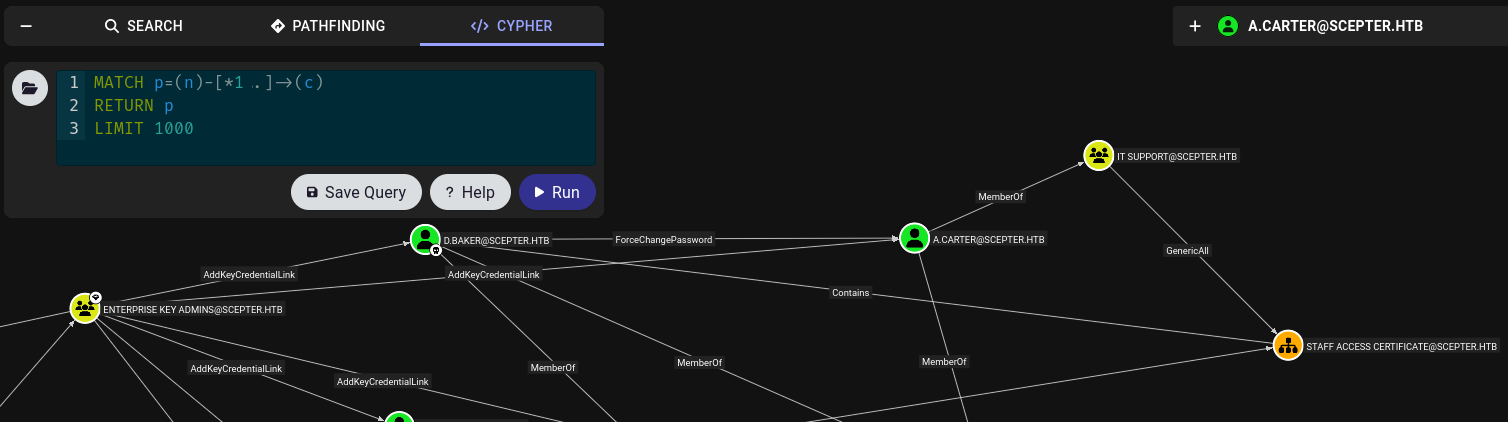 SEARCH
PATHFINDING
CYPHER
A.CARTER@SCEPTER.HTB
1 MATCH p=(n)-[*1..]->(c)
2 RETURN p
3 LIMIT 1000
Save Query
? Help
Run
IT SUPPORT@SCEPTER.HTB
MemberOf
D.BAKER@SCEPTER.HTB
ForceChangePassword
A.CARTER@SCEPTER.HTB
GenericAll
AddKeyCredentialLink
AddKeyCredentialLink
Contains
ENTERPRISE KEY ADMINS@SCEPTER.HTB
STAFF ACCESS CERTIFICATE@SCEPTER.HTB
AddKeyCredentialLink
MemberOf
MemberOf
MemberOf
AddKeyCredentialLink